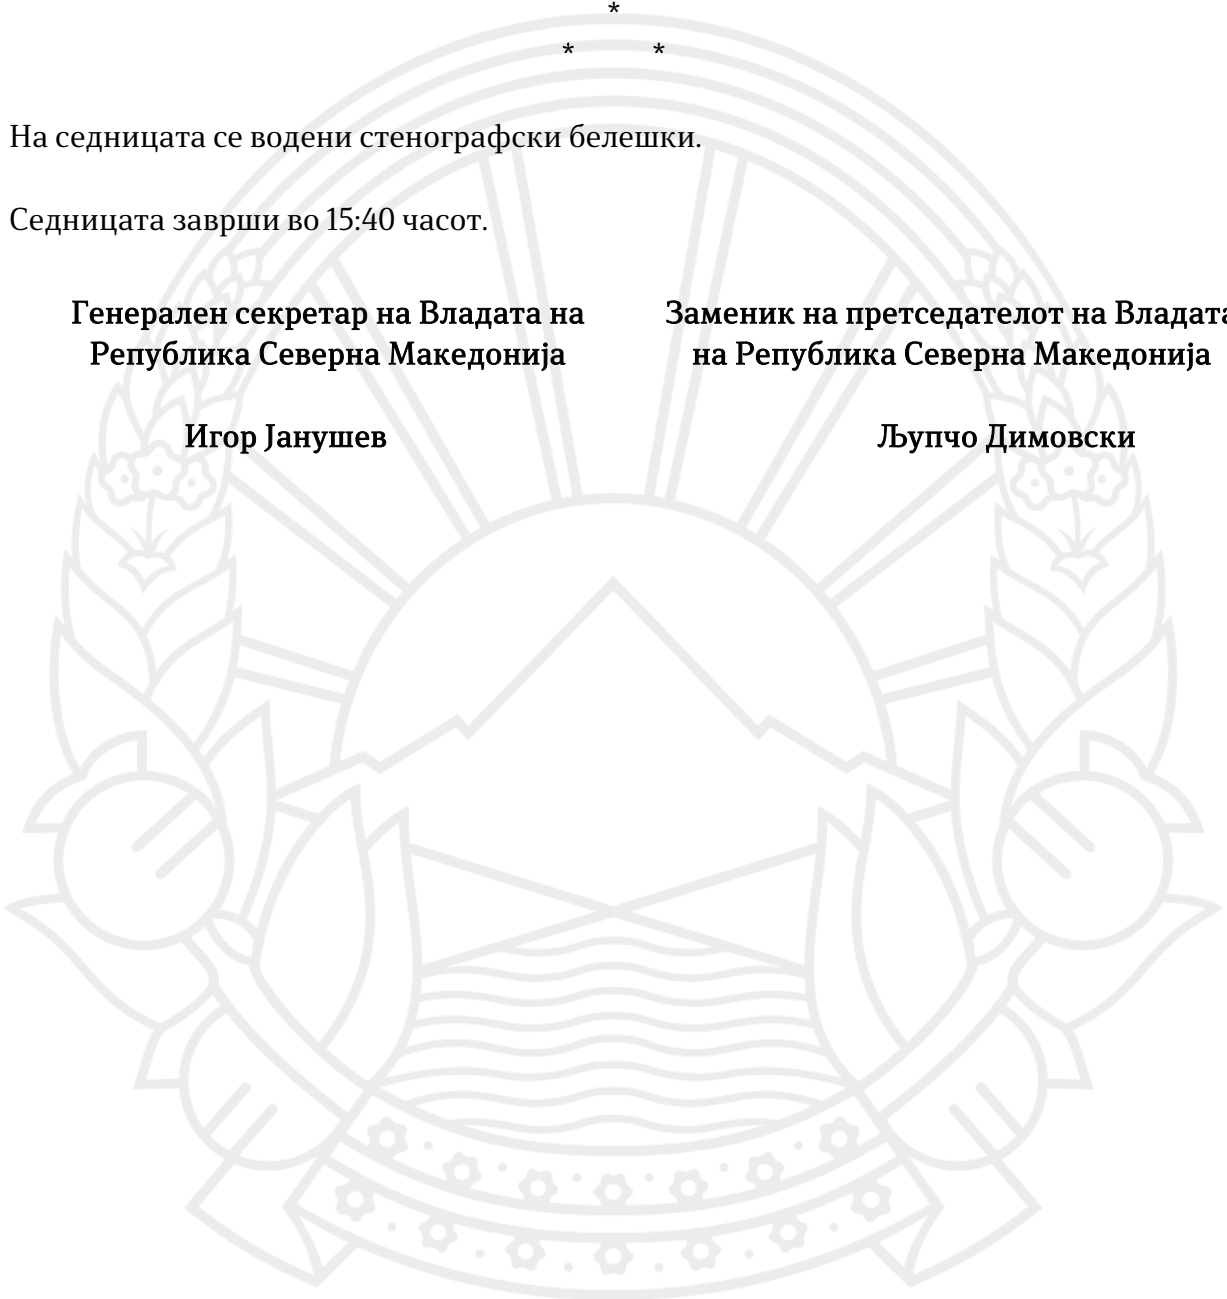 *
* *
На седницата се водени стенографски белешки.
Седницата заврши во 15:40 часот.
Генерален секретар на Владата на
Република Северна Македонија
Игор Јанушев
Заменик на претседателот на Владата
на Република Северна Македонија
Љупчо Димовски